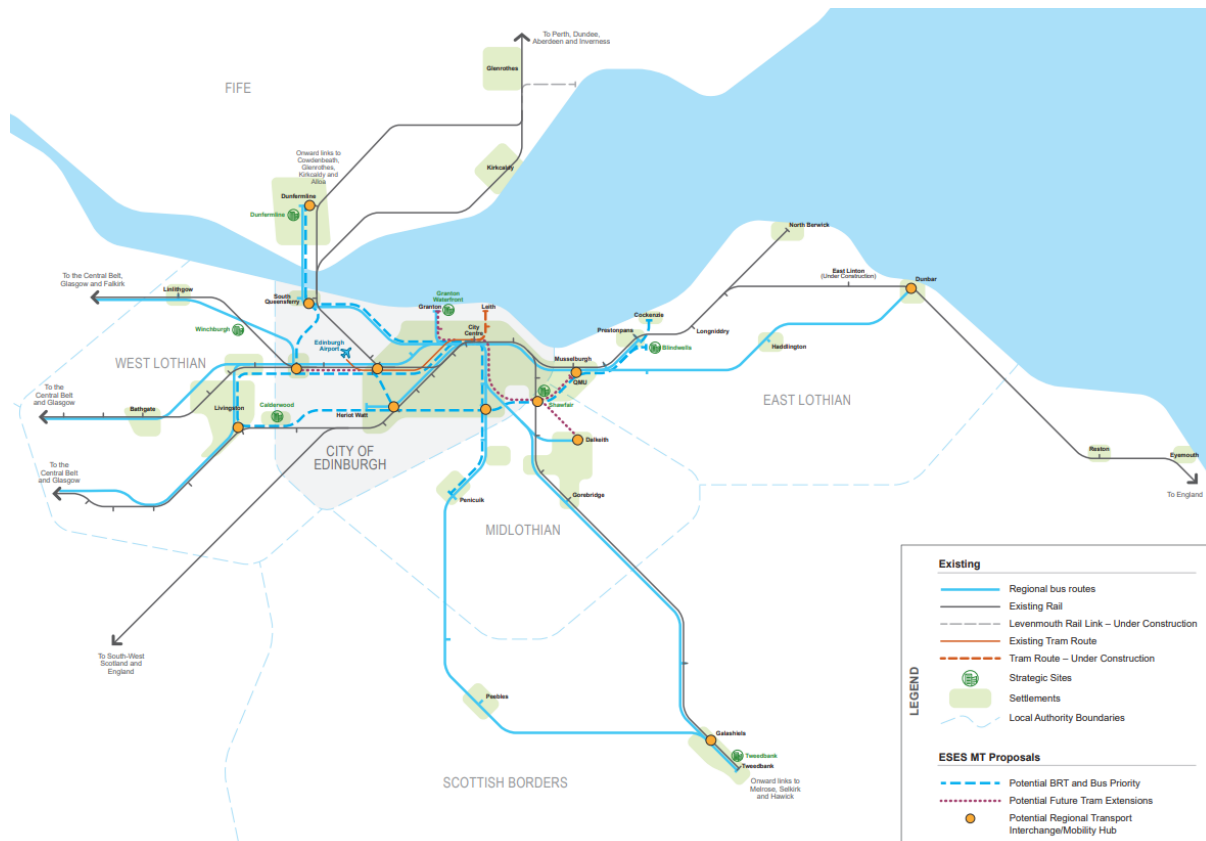 To Perth, Dundee,
Aberdeen and Inverness
Glenrothes
FIFE
Onward links to
Cowdenbeath,
Glenrothes,
Kirkcaldy and
Alloa
Kirkcaldy
Dunfermline
Dunfermline
North Berwick
To the Central Belt,
Glasgow and Falkirk
Linlithgow
South
Queensferry
Granton
Waterfront
Granton
Leith
East Linton
(Under Construction)
Dunbar
Cockenzie
Winchburgh
City
Centre
Prestonpans
Longniddry
Edinburgh
Airport
Blindwells
Haddington
WEST LOTHIAN
Musselburgh
QMU
To the
Central Belt
and Glasgow
Bathgate
Livingston
Calderwood
Heriot Watt
Shawfair
EAST LOTHIAN
CITY OF
EDINBURGH
Dalkeith
Reston
Eyemouth
To the
Central Belt
and Glasgow
To England
Penicuik
Gorebridge
MIDLOTHIAN
To South-West
Scotland and
England
Peebles
Galashiels
Tweedbank
Tweedbank
Onward links to
Melrose, Selkirk
and Hawick
SCOTTISH BORDERS
LEGEND
Existing
Regional bus routes
Existing Rail
Levenmouth Rail Link – Under Construction
Existing Tram Route
Tram Route – Under Construction
Strategic Sites
Settlements
Local Authority Boundaries
ESES MT Proposals
Potential BRT and Bus Priority
Potential Future Tram Extensions
Potential Regional Transport
Interchange/Mobility Hub